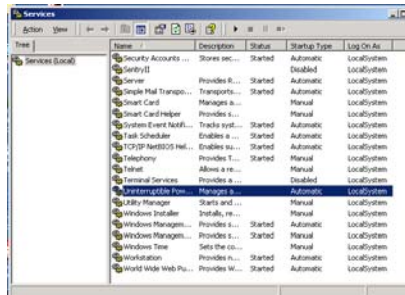 Services
Action View
Tree
Services (Local)
Name Description Status Startup Type Log On As
Security Accounts ... Stores sec... Started Automatic LocalSystem
SentryII Disabled LocalSystem
Server Provides R... Started Automatic LocalSystem
Simple Mail Transpo... Transports... Started Automatic LocalSystem
Smart Card Manages a... Manual LocalSystem
Smart Card Helper Provides s... Manual LocalSystem
System Event Notifi... Tracks syst... Started Automatic LocalSystem
Task Scheduler Enables a ... Started Automatic LocalSystem
TCP/IP NetBIOS Hel... Enables su... Started Automatic LocalSystem
Telephony Provides T... Started Manual LocalSystem
Telnet Allows a re... Manual LocalSystem
Terminal Services Provides a ... Disabled LocalSystem
Uninterruptible Pow... Manages a... Automatic LocalSystem
Utility Manager Starts and ... Manual LocalSystem
Windows Installer Installs, re... Manual LocalSystem
Windows Managem... Provides s... Started Automatic LocalSystem
Windows Managem... Provides s... Started Manual LocalSystem
Windows Time Sets the co... Manual LocalSystem
Workstation Provides n... Started Automatic LocalSystem
World Wide Web Pu... Provides W... Started Automatic LocalSystem